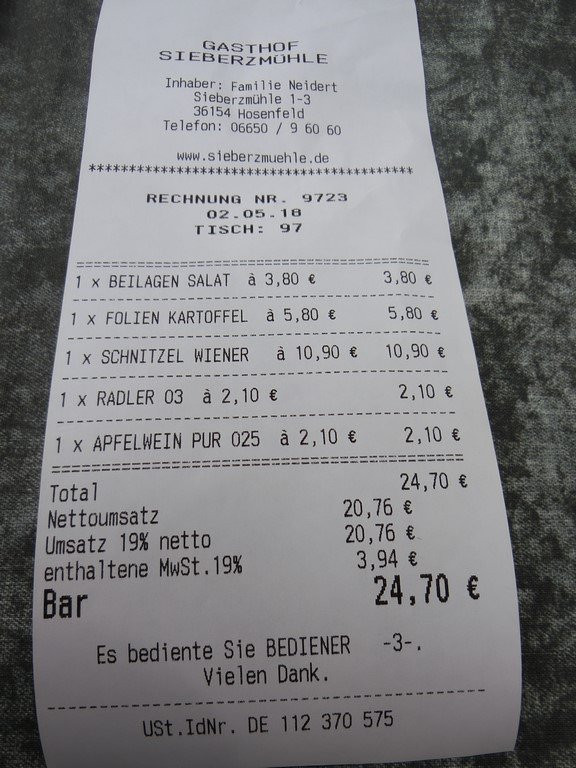 GASTHOF
SIEBERZMÜHLE
Inhaber: Familie Neidert
Sieberzmühle 1-3
36154 Hosenfeld
Telefon: 06650 / 9 60 60
www.sieberzmuehle.de
****************************************
RECHNUNG NR. 9723
02.05.18
TISCH: 97
1 x BEILAGEN SALAT à 3,80 € 3,80 €
1 x FOLIEN KARTOFFEL à 5,80 € 5,80 €
1 x SCHNITZEL WIENER à 10,90 € 10,90 €
1 x RADLER 03 à 2,10 € 2,10 €
1 x APFELWEIN PUR 025 à 2,10 € 2,10 €
Total 24,70 €
Nettoumsatz 20,76 €
Umsatz 19% netto 20,76 €
enthaltene MwSt.19% 3,94 €
Bar 24,70 €
Es bediente Sie BEDIENER -3-.
Vielen Dank.
USt.IdNr. DE 112 370 575